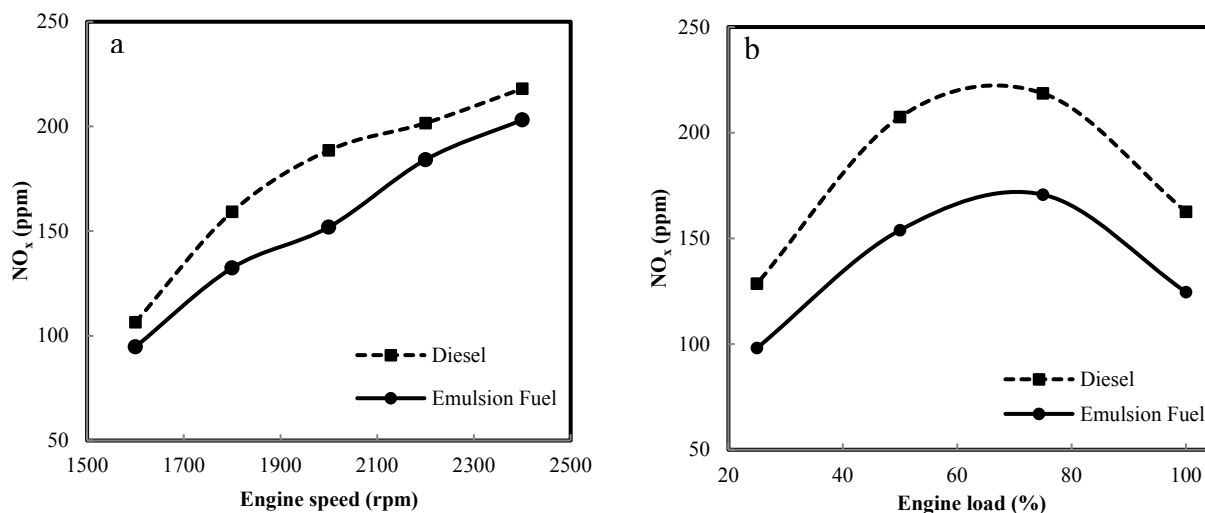 a
250
200
150
100
50
NOx (ppm)
Diesel
Emulsion Fuel
1500 1700 1900 2100 2300 2500
Engine speed (rpm)
b
250
200
150
100
50
NOx (ppm)
Diesel
Emulsion Fuel
20 40 60 80 100
Engine load (%)